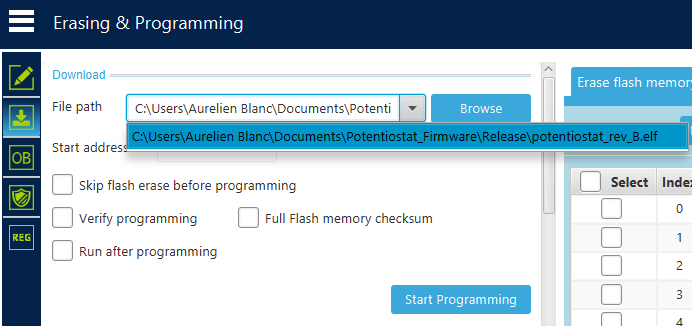 Erasing & Programming
Download
Erase flash memory
File path
C:\Users\Aurelien Blanc\Documents\Potenti
Browse
C:\Users\Aurelien Blanc\Documents\Potentiostat_Firmware\Release\potentiostat_rev_B.elf
Start address
OB
Skip flash erase before programming
Select
Index
0
Verify programming
Full Flash memory checksum
1
REG
Run after programming
2
3
Start Programming
4